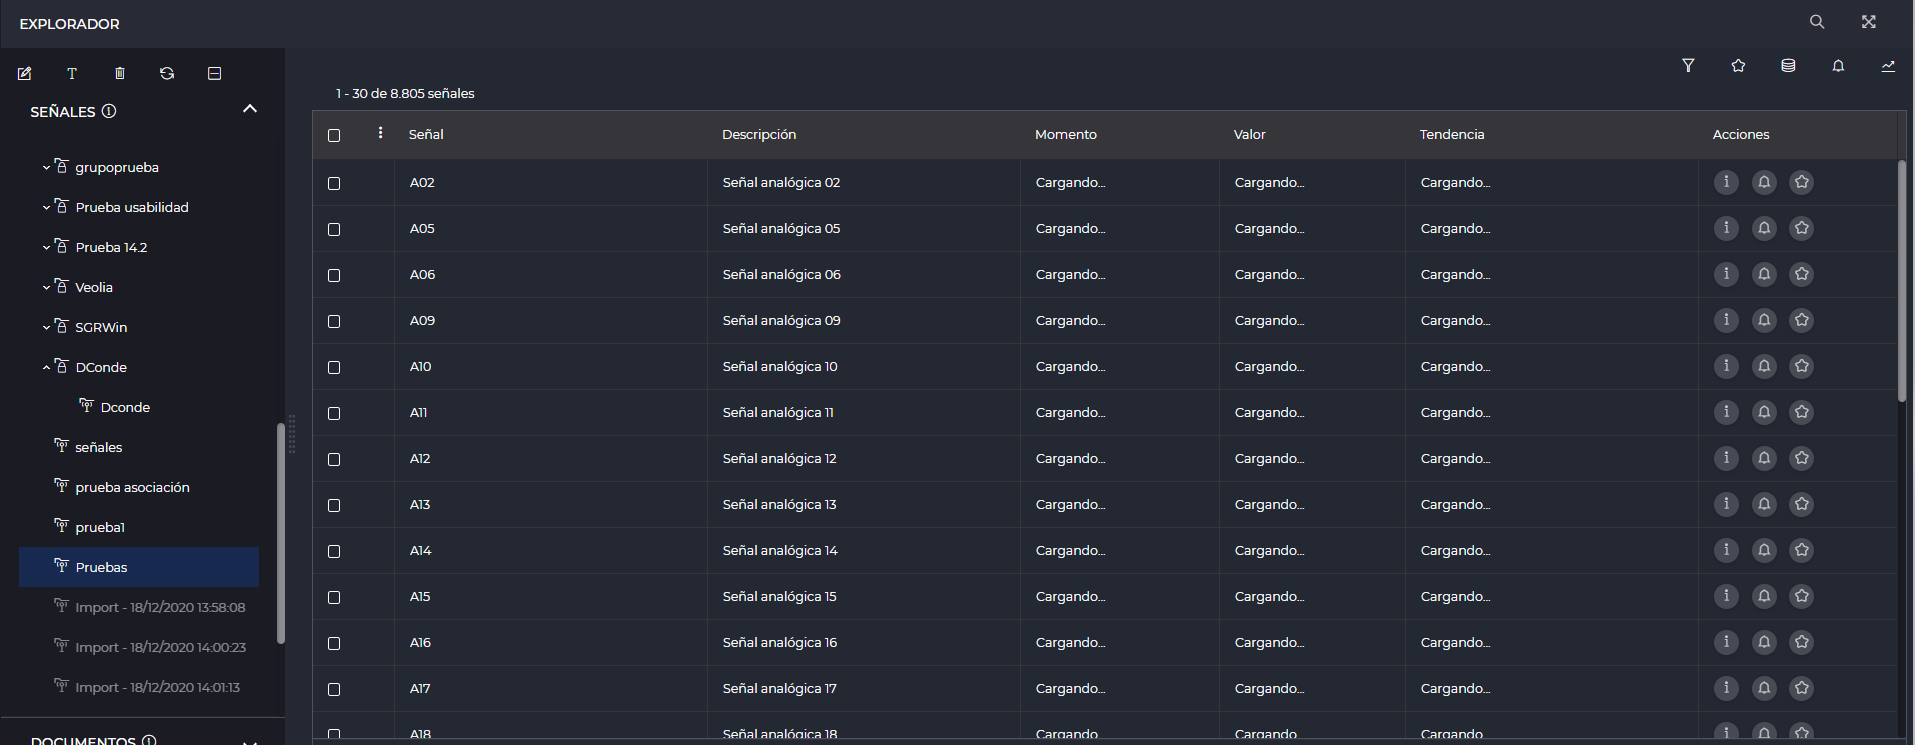 EXPLORADOR
T
SEÑALES
grupoprueba
Prueba usabilidad
Prueba 14.2
Veolia
SGRWin
DConde
Dconde
señales
prueba asociación
prueba1
Pruebas
Import - 18/12/2020 13:58:08
Import - 18/12/2020 14:00:23
Import - 18/12/2020 14:01:13
DOCUMENTOS
1 - 30 de 8.805 señales
Señal Descripción Momento Valor Tendencia Acciones
A02 Señal analógica 02 Cargando... Cargando... Cargando...
A05 Señal analógica 05 Cargando... Cargando... Cargando...
A06 Señal analógica 06 Cargando... Cargando... Cargando...
A09 Señal analógica 09 Cargando... Cargando... Cargando...
A10 Señal analógica 10 Cargando... Cargando... Cargando...
A11 Señal analógica 11 Cargando... Cargando... Cargando...
A12 Señal analógica 12 Cargando... Cargando... Cargando...
A13 Señal analógica 13 Cargando... Cargando... Cargando...
A14 Señal analógica 14 Cargando... Cargando... Cargando...
A15 Señal analógica 15 Cargando... Cargando... Cargando...
A16 Señal analógica 16 Cargando... Cargando... Cargando...
A17 Señal analógica 17 Cargando... Cargando... Cargando...
A18 Señal analógica 18 Cargando Cargando Cargando